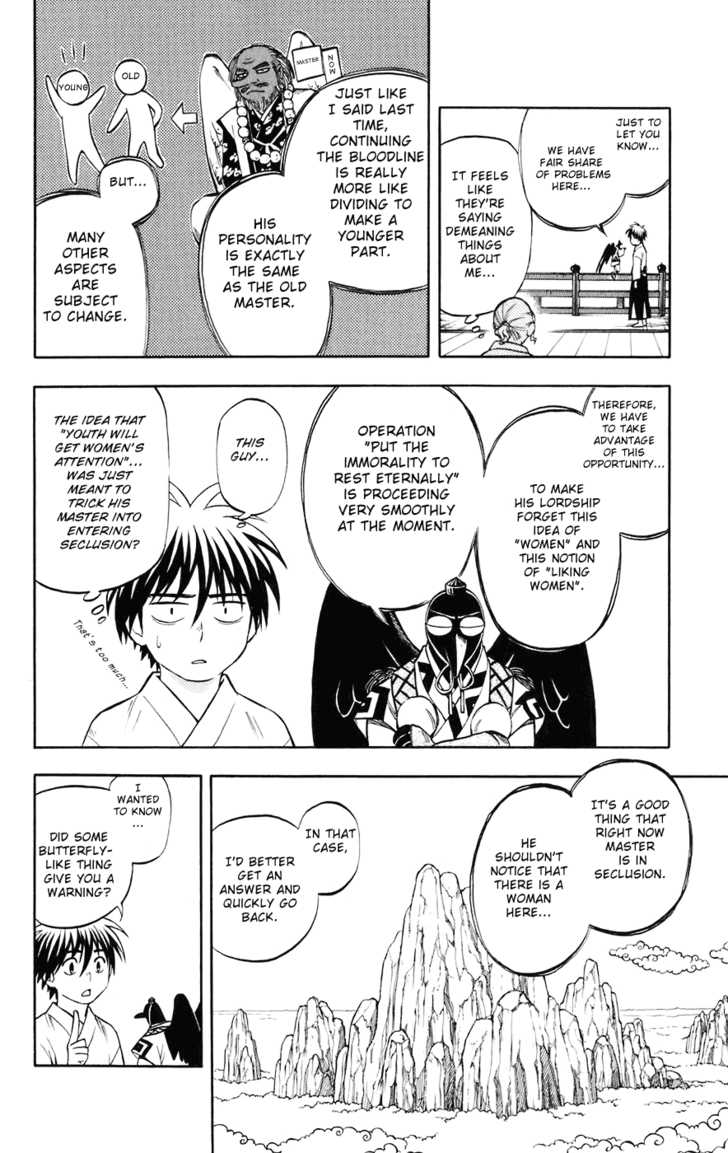 JUST TO
LET YOU
KNOW...
WE HAVE
FAIR SHARE
OF PROBLEMS
HERE...
IT FEELS
LIKE
THEY'RE
SAYING
DEMEANING
THINGS
ABOUT
ME...
NOW
MASTER
OLD
YOUNG
JUST LIKE
I SAID LAST
TIME,
CONTINUING
THE BLOODLINE
IS REALLY
MORE LIKE
DIVIDING TO
MAKE A
YOUNGER
PART.
HIS
PERSONALITY
IS EXACTLY
THE SAME
AS THE OLD
MASTER.
BUT...
MANY
OTHER
ASPECTS
ARE
SUBJECT
TO CHANGE.
THEREFORE,
WE HAVE
TO TAKE
ADVANTAGE
OF THIS
OPPORTUNITY...
TO MAKE
HIS LORDSHIP
FORGET THIS
IDEA OF
"WOMEN" AND
THIS NOTION
OF "LIKING
WOMEN".
OPERATION
"PUT THE
IMMORALITY TO
REST ETERNALLY"
IS PROCEEDING
VERY SMOOTHLY
AT THE MOMENT.
THIS
GUY...
THE IDEA THAT
"YOUTH WILL
GET WOMEN'S
ATTENTION"...
WAS JUST
MEANT TO
TRICK HIS
MASTER INTO
ENTERING
SECLUSION?
That's too much...
IT'S A GOOD
THING THAT
RIGHT NOW
MASTER
IS IN
SECLUSION.
HE
SHOULDN'T
NOTICE THAT
THERE IS A
WOMAN
HERE...
IN THAT
CASE,
I'D BETTER
GET AN
ANSWER AND
QUICKLY GO
BACK.
I
WANTED
TO KNOW
...
DID SOME
BUTTERFLY-
LIKE THING
GIVE YOU A
WARNING?